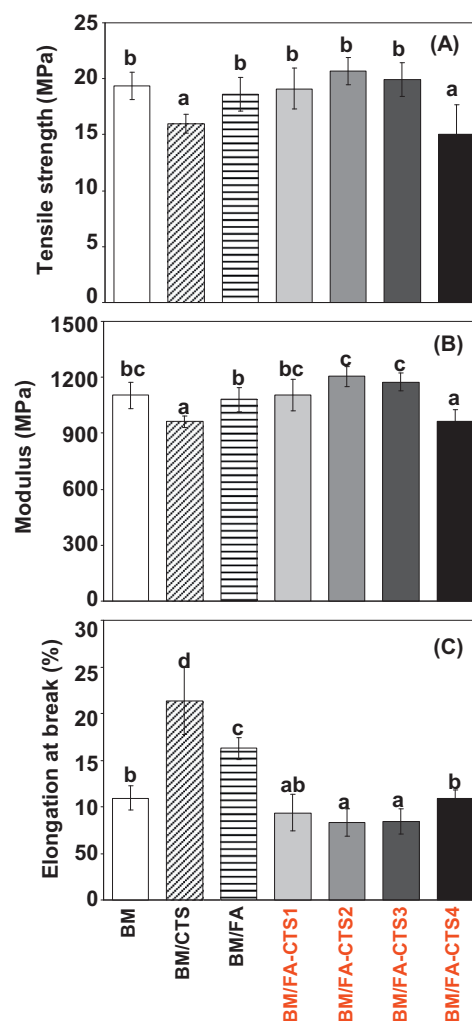 Tensile strength (MPa)
25
20
15
10
5
0
(A)
b
a
b
b
b
b
a
Modulus (MPa)
1500
1200
900
600
300
0
(B)
bc
a
b
bc
c
c
a
Elongation at break (%)
30
25
20
15
10
50
0
(C)
b
d
c
ab
a
a
b
BM
BM/CTS
BM/FA
BM/FA-CTS1
BM/FA-CTS2
BM/FA-CTS3
BM/FA-CTS4